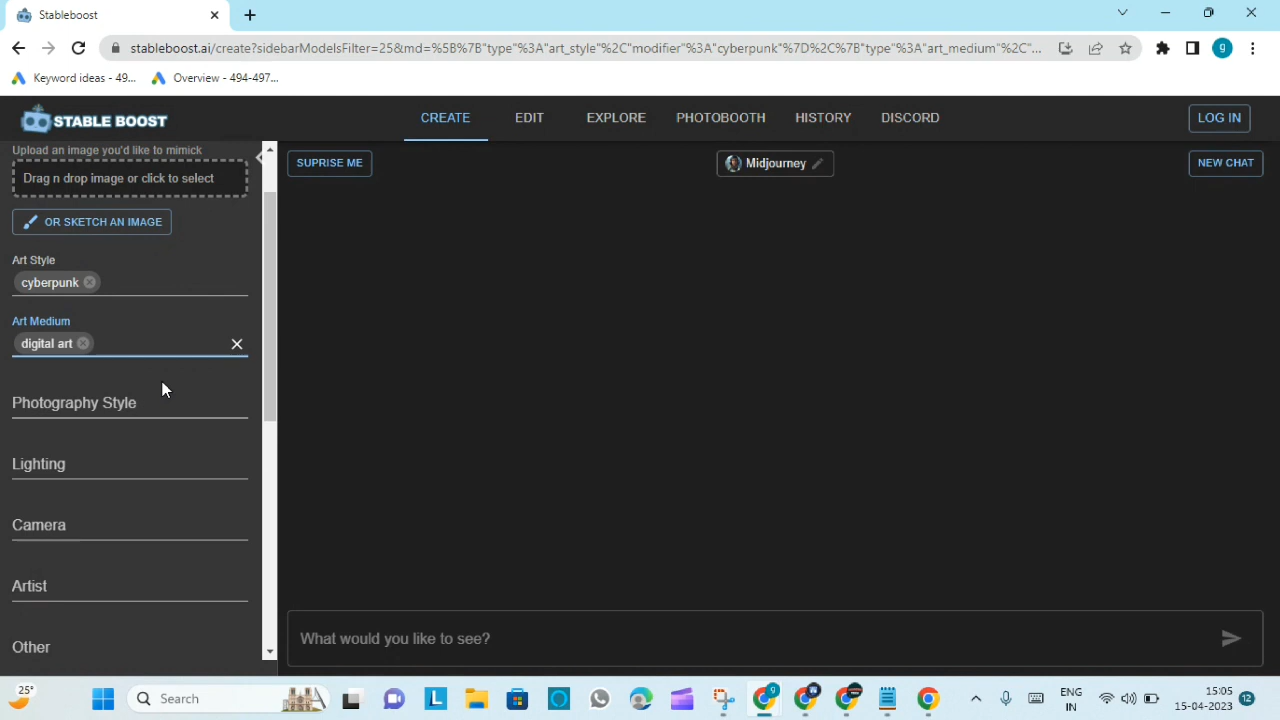 Stableboost
stableboost.ai/create?sidebarModelsFilter=25&md=%5B%7B"type"%3A"art_style"%2C"modifier"%3A"cyberpunk"%7D%2C%7B"type"%3A"art_medium"%2C"...
g
Keyword ideas - 49...
Overview - 494-497...
STABLE BOOST
CREATE
EDIT
EXPLORE
PHOTOBOOTH
HISTORY
DISCORD
LOG IN
Upload an image you'd like to mimick
Drag n drop image or click to select
OR SKETCH AN IMAGE
SUPRISE ME
Midjourney
NEW CHAT
Art Style
cyberpunk
Art Medium
digital art
Photography Style
Lighting
Camera
Artist
Other
What would you like to see?
25°
Search
L
9
ENG
IN
15:05
15-04-2023
12